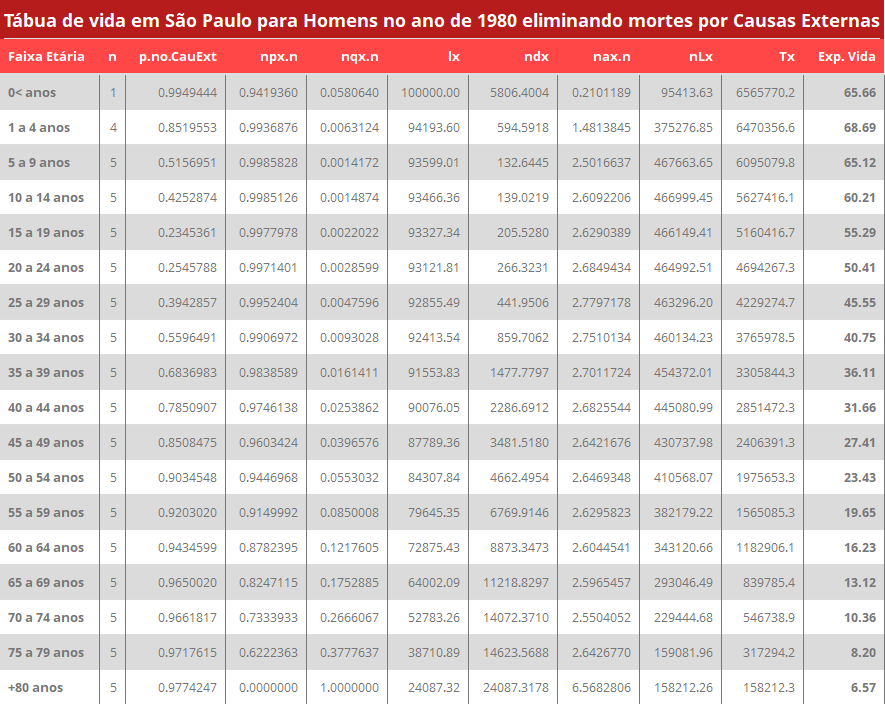 Tábua de vida em São Paulo para Homens no ano de 1980 eliminando mortes por Causas Externas
Faixa Etária n p.no.CauExt npx.n nqx.n lx ndx nax.n nLx Tx Exp. Vida
0< anos 1 0.9949444 0.9419360 0.0580640 100000.00 5806.4004 0.2101189 95413.63 6565770.2 65.66
1 a 4 anos 4 0.8519553 0.9936876 0.0063124 94193.60 594.5918 1.4813845 375276.85 6470356.6 68.69
5 a 9 anos 5 0.5156951 0.9985828 0.0014172 93599.01 132.6445 2.5016637 467663.65 6095079.8 65.12
10 a 14 anos 5 0.4252874 0.9985126 0.0014874 93466.36 139.0219 2.6092206 466999.45 5627416.1 60.21
15 a 19 anos 5 0.2345361 0.9977978 0.0022022 93327.34 205.5280 2.6290389 466149.41 5160416.7 55.29
20 a 24 anos 5 0.2545788 0.9971401 0.0028599 93121.81 266.3231 2.6849434 464992.51 4694267.3 50.41
25 a 29 anos 5 0.3942857 0.9952404 0.0047596 92855.49 441.9506 2.7797178 463296.20 4229274.7 45.55
30 a 34 anos 5 0.5596491 0.9906972 0.0093028 92413.54 859.7062 2.7510134 460134.23 3765978.5 40.75
35 a 39 anos 5 0.6836983 0.9838589 0.0161411 91553.83 1477.7797 2.7011724 454372.01 3305844.3 36.11
40 a 44 anos 5 0.7850907 0.9746138 0.0253862 90076.05 2286.6912 2.6825544 445080.99 2851472.3 31.66
45 a 49 anos 5 0.8508475 0.9603424 0.0396576 87789.36 3481.5180 2.6421676 430737.98 2406391.3 27.41
50 a 54 anos 5 0.9034548 0.9446968 0.0553032 84307.84 4662.4954 2.6469348 410568.07 1975653.3 23.43
55 a 59 anos 5 0.9203020 0.9149992 0.0850008 79645.35 6769.9146 2.6295823 382179.22 1565085.3 19.65
60 a 64 anos 5 0.9434599 0.8782395 0.1217605 72875.43 8873.3473 2.6044541 343120.66 1182906.1 16.23
65 a 69 anos 5 0.9650020 0.8247115 0.1752885 64002.09 11218.8297 2.5965457 293046.49 839785.4 13.12
70 a 74 anos 5 0.9661817 0.7333933 0.2666067 52783.26 14072.3710 2.5504052 229444.68 546738.9 10.36
75 a 79 anos 5 0.9717615 0.6222363 0.3777637 38710.89 14623.5688 2.6426770 159081.96 317294.2 8.20
+80 anos 5 0.9774247 0.0000000 1.0000000 24087.32 24087.3178 6.5682806 158212.26 158212.3 6.57